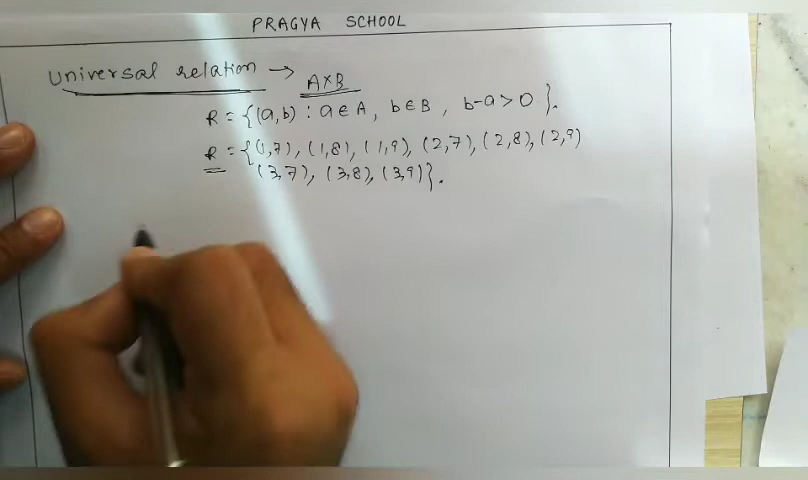 PRAGYA SCHOOL
Universal relation → A×B
R = {(a,b) : a ∈ A, b ∈ B, b-a > 0}.
R = {(1,7), (1,8), (1,9), (2,7), (2,8), (2,9)
(3,7), (3,8), (3,9)}.